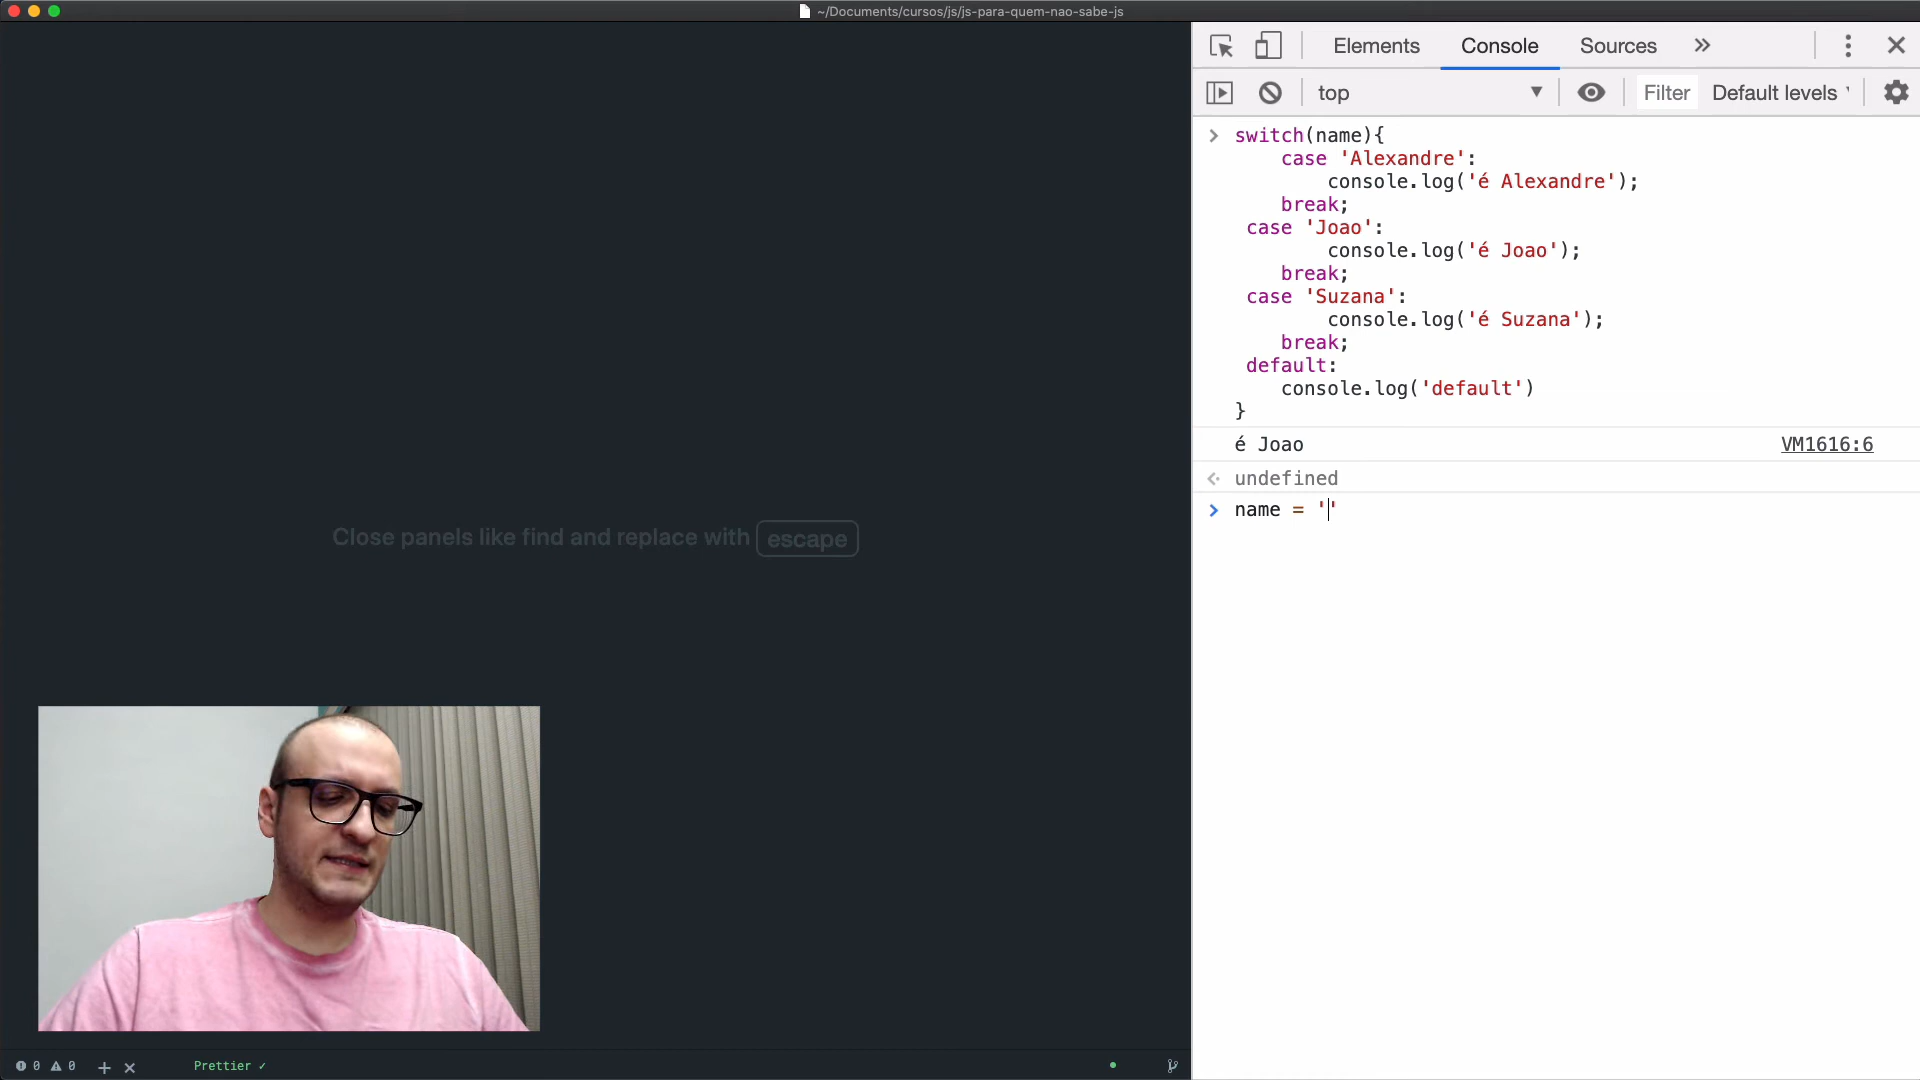 ~/Documents/cursos/js/js-para-quem-nao-sabe-js
Elements Console Sources
top Filter Default levels
switch(name){
case 'Alexandre':
console.log('é Alexandre');
break;
case 'Joao':
console.log('é Joao');
break;
case 'Suzana':
console.log('é Suzana');
break;
default:
console.log('default')
}
é Joao VM1616:6
undefined
name = ''
Close panels like find and replace with escape
0 0 + × Prettier ✓